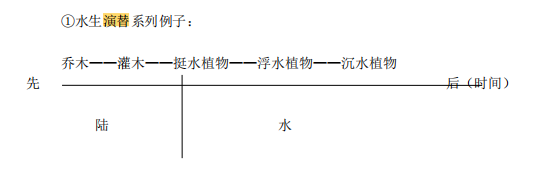 ①水生演替系列例子：
乔木——灌木——挺水植物——浮水植物——沉水植物
先 后（时间）
陆 水